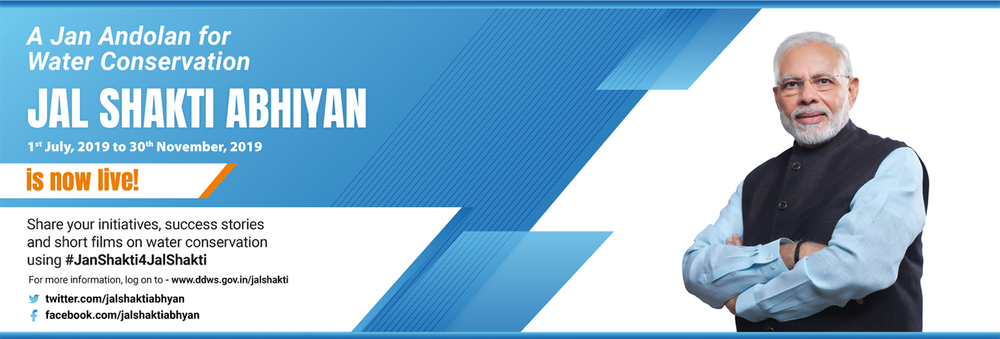 A Jan Andolan for
Water Conservation
JAL SHAKTI ABHIYAN
1st July, 2019 to 30th November, 2019
is now live!
Share your initiatives, success stories
and short films on water conservation
using #JanShakti4JalShakti
For more information, log on to - www.ddws.gov.in/jalshakti
twitter.com/jalshaktiabhyan
facebook.com/jalshaktiabhyan